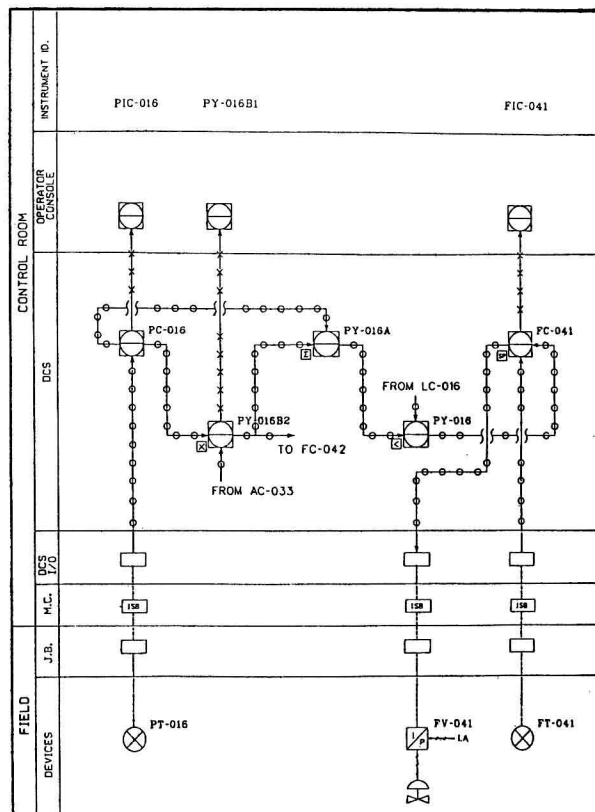 INSTRUMENT ID.
PIC-016
PY-016B1
FIC-041
CONTROL ROOM
OPERATOR
CONSOLE
DCS
PC-016
PY-016A
FC-041
Σ
SP
FROM LC-016
PY-016B2
PY-016
X
<
TO FC-042
FROM AC-033
DCS
I/O
M.C.
ISB
ISB
ISB
FIELD
J.B.
DEVICES
PT-016
FV-041
FT-041
I
P
I.A